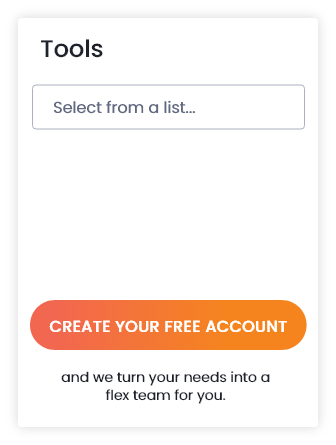 Tools
Select from a list...
CREATE YOUR FREE ACCOUNT
and we turn your needs into a
flex team for you.